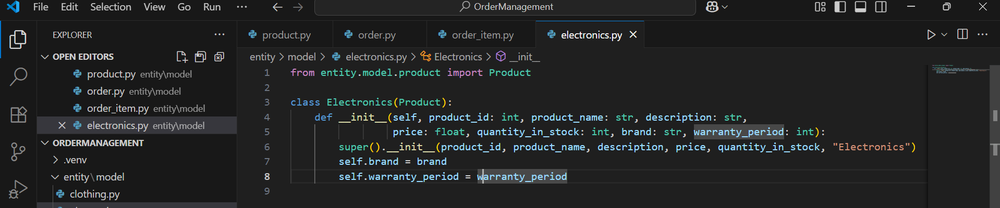 File Edit Selection View Go Run ··· OrderManagement
EXPLORER ···
OPEN EDITORS
product.py entity\model
order.py entity\model
order_item.py entity\model
electronics.py entity\model
ORDERMANAGEMENT
.venv
entity\model
clothing.py
product.py order.py order_item.py electronics.py
entity > model > electronics.py > Electronics > __init__
1 from entity.model.product import Product
2
3 class Electronics(Product):
4 def __init__(self, product_id: int, product_name: str, description: str,
5 price: float, quantity_in_stock: int, brand: str, warranty_period: int):
6 super().__init__(product_id, product_name, description, price, quantity_in_stock, "Electronics")
7 self.brand = brand
8 self.warranty_period = warranty_period
9